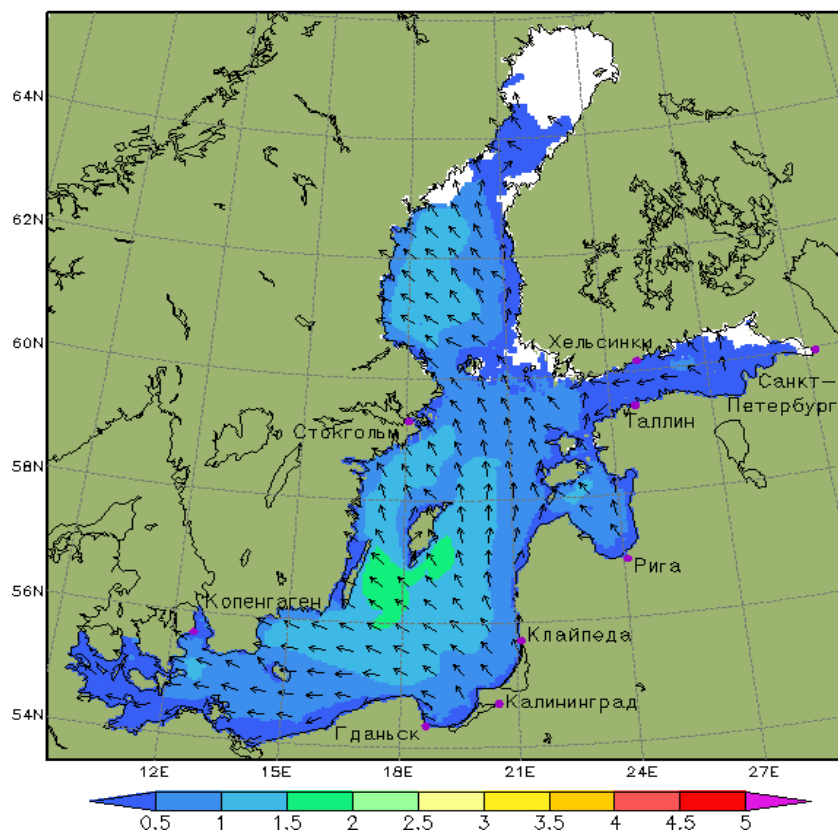 64N
62N
60N
58N
56N
54N
Хельсинки
Санкт-
Петербург
Таллин
Стокгольм
Рига
Копенгаген
Клайпеда
Калининград
Гданьск
12E 15E 18E 21E 24E 27E
0.5 1 1.5 2 2.5 3 3.5 4 4.5 5